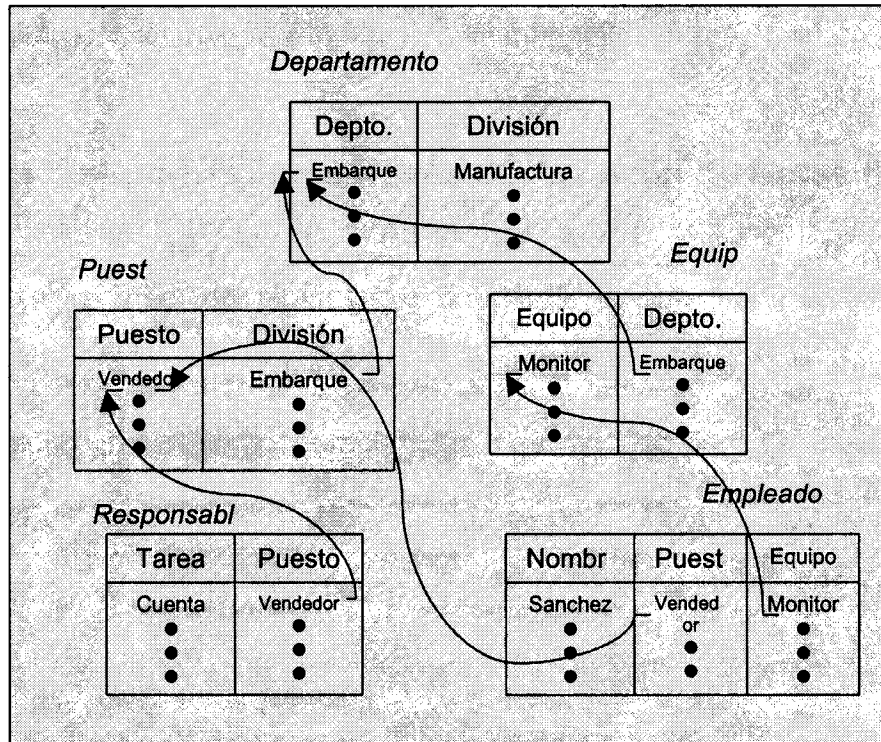 Departamento
Depto. División
Embarque Manufactura
Puest
Puesto División
Vendedo Embarque
Equip
Equipo Depto.
Monitor Embarque
Responsabl
Tarea Puesto
Cuenta Vendedor
Empleado
Nombr Puest Equipo
Sanchez Vended Monitor
or